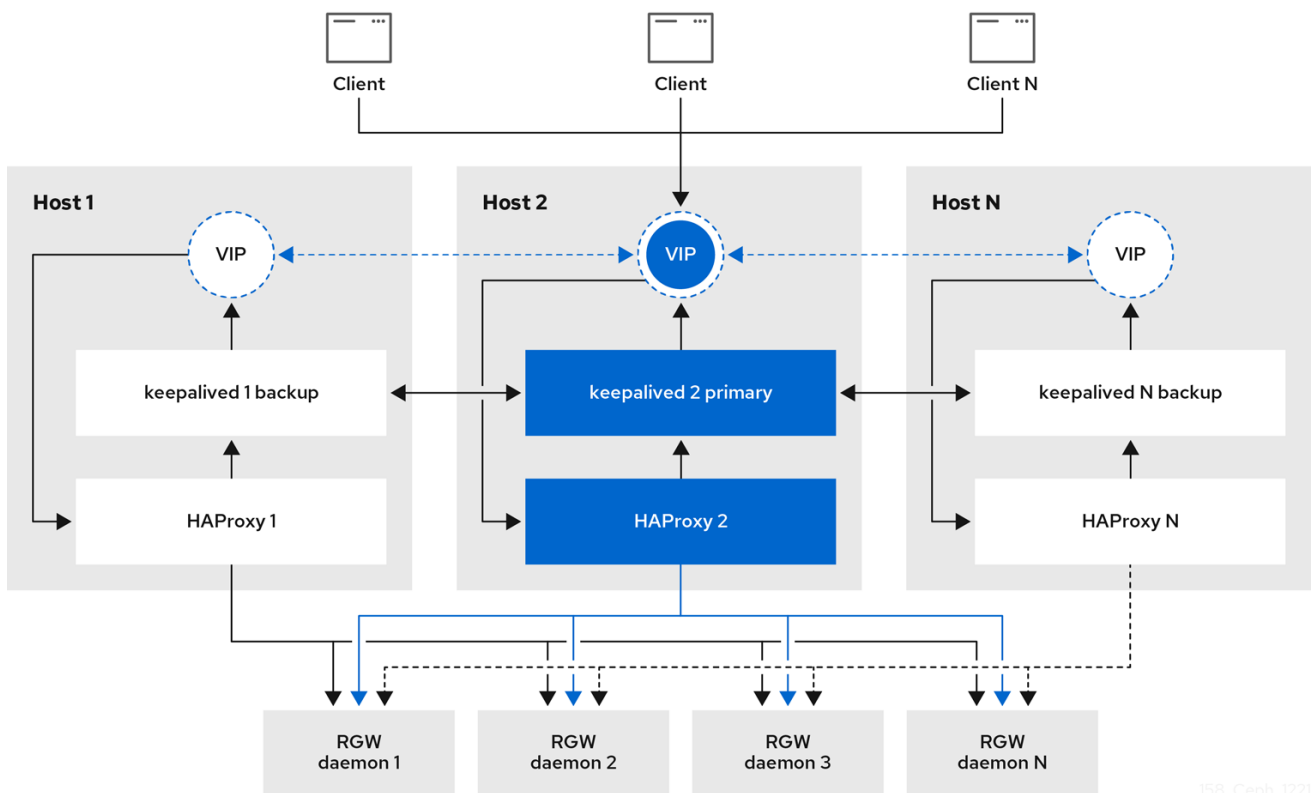 Client
Client
Client N
Host 1
Host 2
Host N
VIP
VIP
VIP
keepalived 1 backup
keepalived 2 primary
keepalived N backup
HAProxy 1
HAProxy 2
HAProxy N
RGW
daemon 1
RGW
daemon 2
RGW
daemon 3
RGW
daemon N
158_Ceph_1221